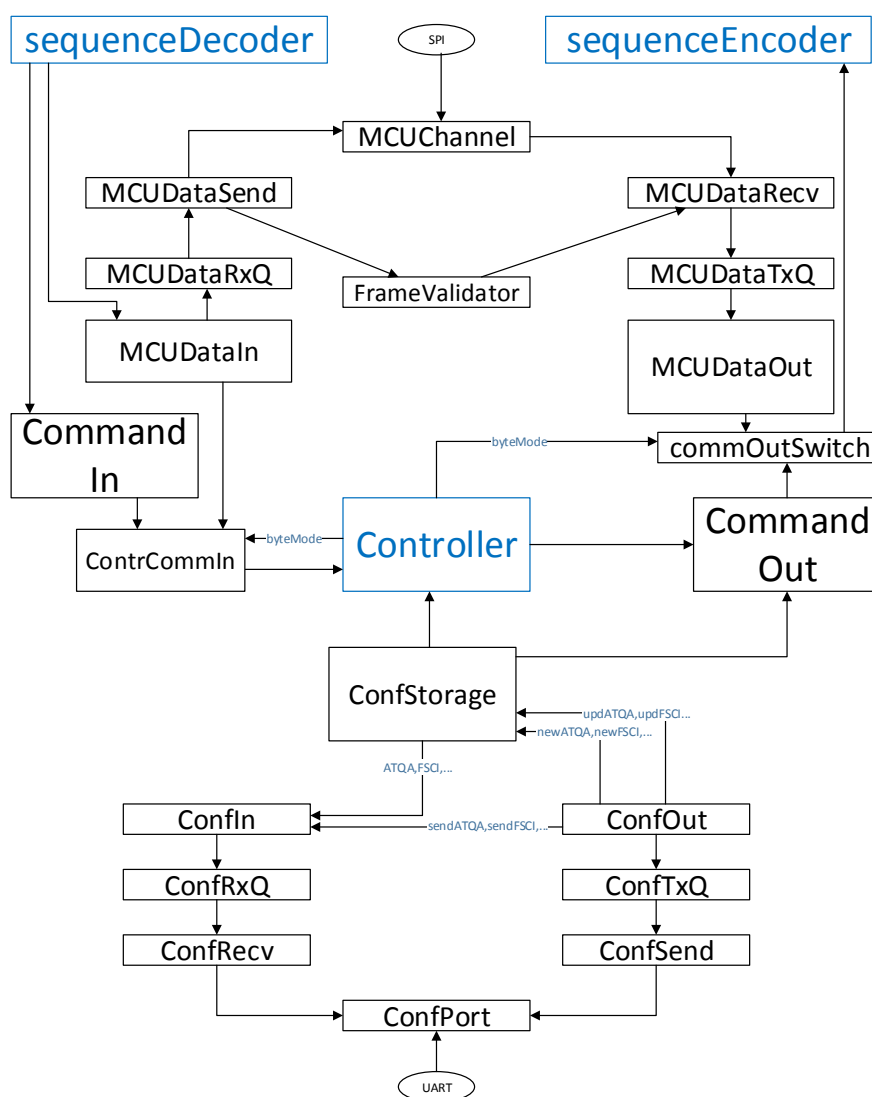 sequenceDecoder
SPI
sequenceEncoder
MCUChannel
MCUDataSend
MCUDataRecv
MCUDataRxQ
FrameValidator
MCUDataTxQ
MCUDataIn
MCUDataOut
Command
In
byteMode
commOutSwitch
ContrCommIn
byteMode
Controller
Command
Out
ConfStorage
updATQA,updFSCI...
newATQA,newFSCI,...
ATQA,FSCI,...
ConfIn
sendATQA,sendFSCI,...
ConfOut
ConfRxQ
ConfTxQ
ConfRecv
ConfSend
ConfPort
UART